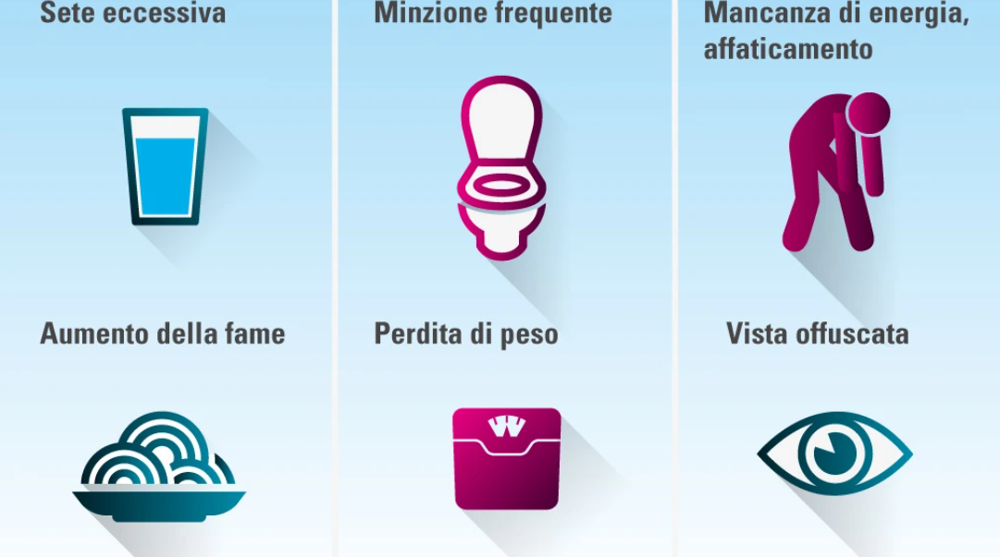 Sete eccessiva
Minzione frequente
Mancanza di energia,
affaticamento
Aumento della fame
Perdita di peso
Vista offuscata